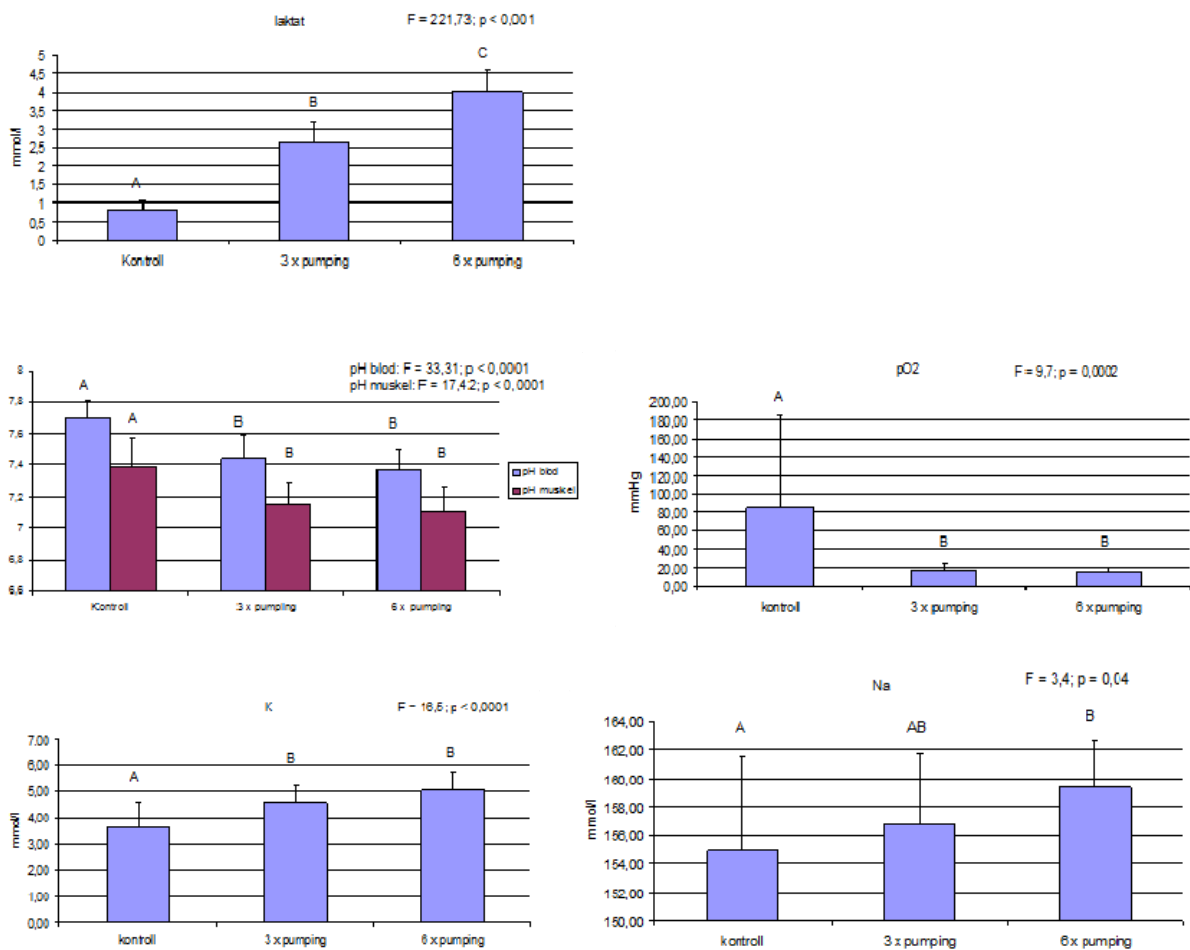 laktat F = 221,73; p < 0,001
5
4,5
4
3,5
3
2,5
2
1,5
1
0,5
0
mmol/l
A
B
C
Kontroll 3 x pumping 6 x pumping
pH blod: F = 33,31; p < 0,0001
pH muskel: F = 17,42; p < 0,0001
8
7,8
7,6
7,4
7,2
7
6,8
6,6
A
A
B
B
B
B
pH blod
pH muskel
Kontroll 3 x pumping 6 x pumping
pO2 F = 9,7; p = 0,0002
200,00
180,00
160,00
140,00
120,00
100,00
80,00
60,00
40,00
20,00
0,00
mmHg
A
B
B
kontroll 3 x pumping 6 x pumping
K F = 16,5; p < 0,0001
7,00
6,00
5,00
4,00
3,00
2,00
1,00
0,00
mmol/l
A
B
B
kontroll 3 x pumping 6 x pumping
Na F = 3,4; p = 0,04
164,00
162,00
160,00
158,00
156,00
154,00
152,00
150,00
mmol/l
A
AB
B
kontroll 3 x pumping 6 x pumping